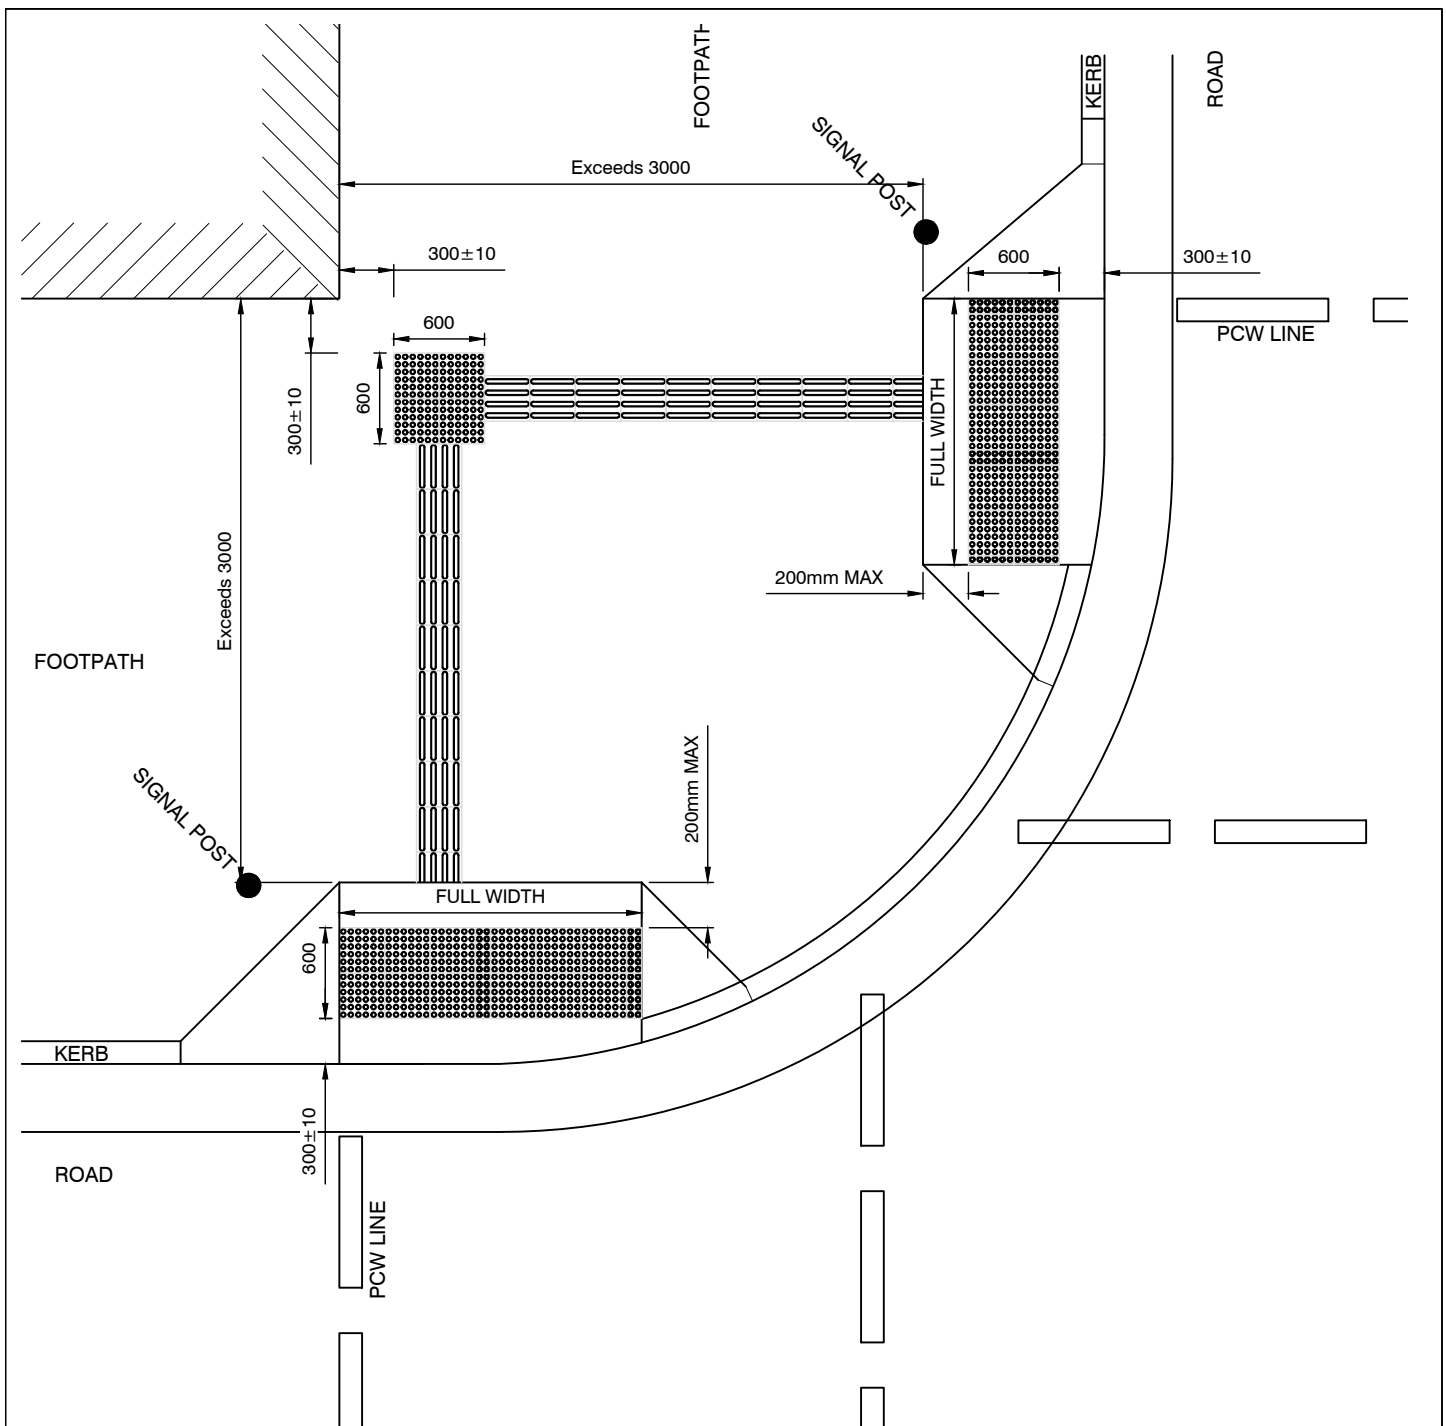 FOOTPATH
KERB
ROAD
SIGNAL POST
Exceeds 3000
300±10
600
300±10
600
PCW LINE
600
300±10
FULL WIDTH
Exceeds 3000
200mm MAX
FOOTPATH
200mm MAX
SIGNAL POST
FULL WIDTH
600
KERB
300±10
ROAD
PCW LINE